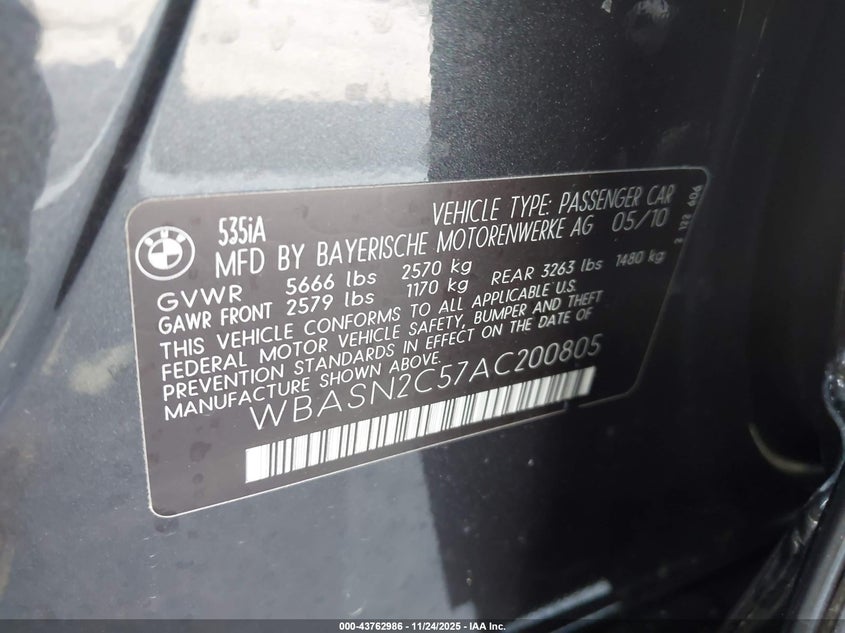 BMW
535iA
VEHICLE TYPE: PASSENGER CAR
MFD BY BAYERISCHE MOTORENWERKE AG 05/10
GVWR 5666 lbs 2570 kg
GAWR FRONT 2579 lbs 1170 kg REAR 3263 lbs 1480 kg
THIS VEHICLE CONFORMS TO ALL APPLICABLE U.S.
FEDERAL MOTOR VEHICLE SAFETY, BUMPER AND THEFT
PREVENTION STANDARDS IN EFFECT ON THE DATE OF
MANUFACTURE SHOWN ABOVE.
WBASN2C57AC200805
000-43762986 | 11/24/2025 | IAA Inc.